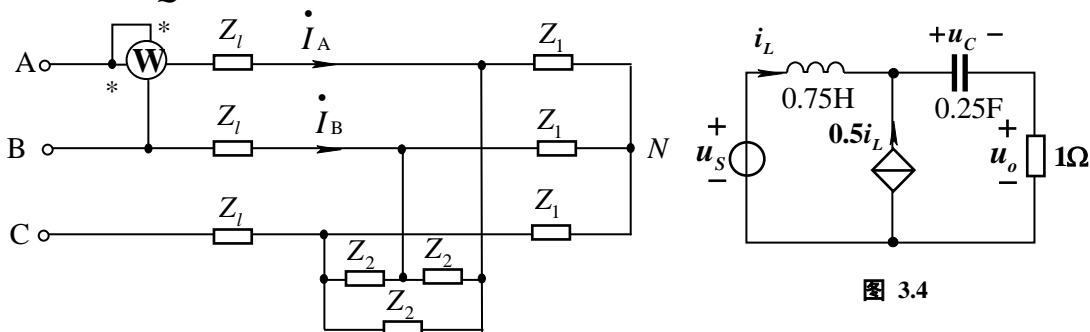 ~
* Z_l İ_A Z_1
A W
*
B Z_l İ_B Z_1 N
C Z_l Z_1
Z_2 Z_2
Z_2
i_L + u_C −
0.75H 0.25F
+ u_S − 0.5i_L + u_o − 1Ω
图 3.4